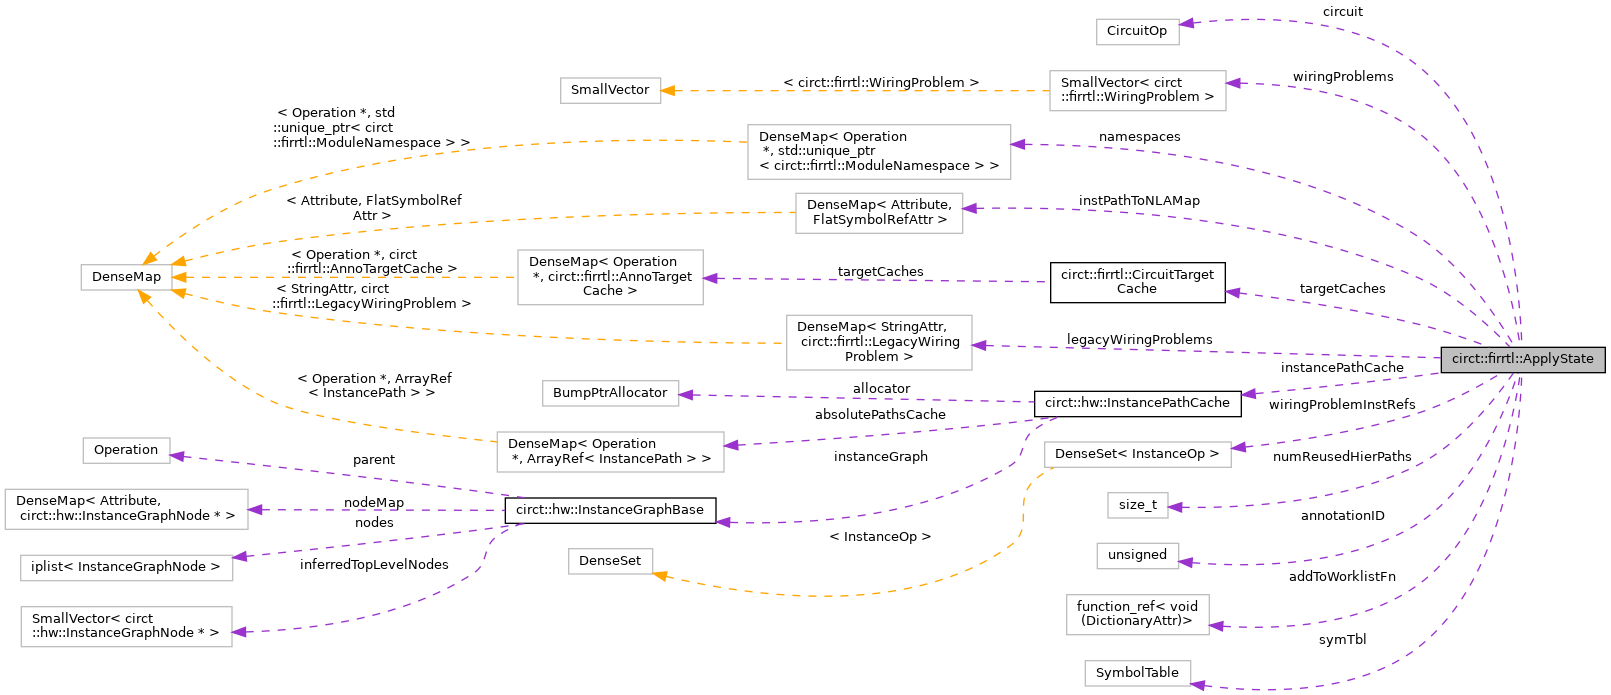 circuit
CircuitOp
wiringProblems
SmallVector< circt
::firrtl::WiringProblem >
< circt::firrtl::WiringProblem >
SmallVector
< Operation *, std
::unique_ptr< circt
::firrtl::ModuleNamespace > >
DenseMap< Operation
*, std::unique_ptr
< circt::firrtl::ModuleNamespace > >
namespaces
< Attribute, FlatSymbolRef
Attr >
DenseMap< Attribute,
FlatSymbolRefAttr >
instPathToNLAMap
DenseMap
< Operation *, circt
::firrtl::AnnoTargetCache >
DenseMap< Operation
*, circt::firrtl::AnnoTarget
Cache >
targetCaches
circt::firrtl::CircuitTarget
Cache
targetCaches
< StringAttr, circt
::firrtl::LegacyWiringProblem >
DenseMap< StringAttr,
circt::firrtl::LegacyWiring
Problem >
legacyWiringProblems
circt::firrtl::ApplyState
< Operation *, ArrayRef
< InstancePath > >
BumpPtrAllocator
allocator
circt::hw::InstancePathCache
instancePathCache
absolutePathsCache
wiringProblemInstRefs
DenseMap< Operation
*, ArrayRef< InstancePath > >
instanceGraph
DenseSet< InstanceOp >
numReusedHierPaths
Operation
parent
DenseMap< Attribute,
circt::hw::InstanceGraphNode * >
nodeMap
nodes
circt::hw::InstanceGraphBase
size_t
annotationID
iplist< InstanceGraphNode >
inferredTopLevelNodes
< InstanceOp >
DenseSet
unsigned
addToWorklistFn
SmallVector< circt
::hw::InstanceGraphNode * >
function_ref< void
(DictionaryAttr)>
symTbl
SymbolTable